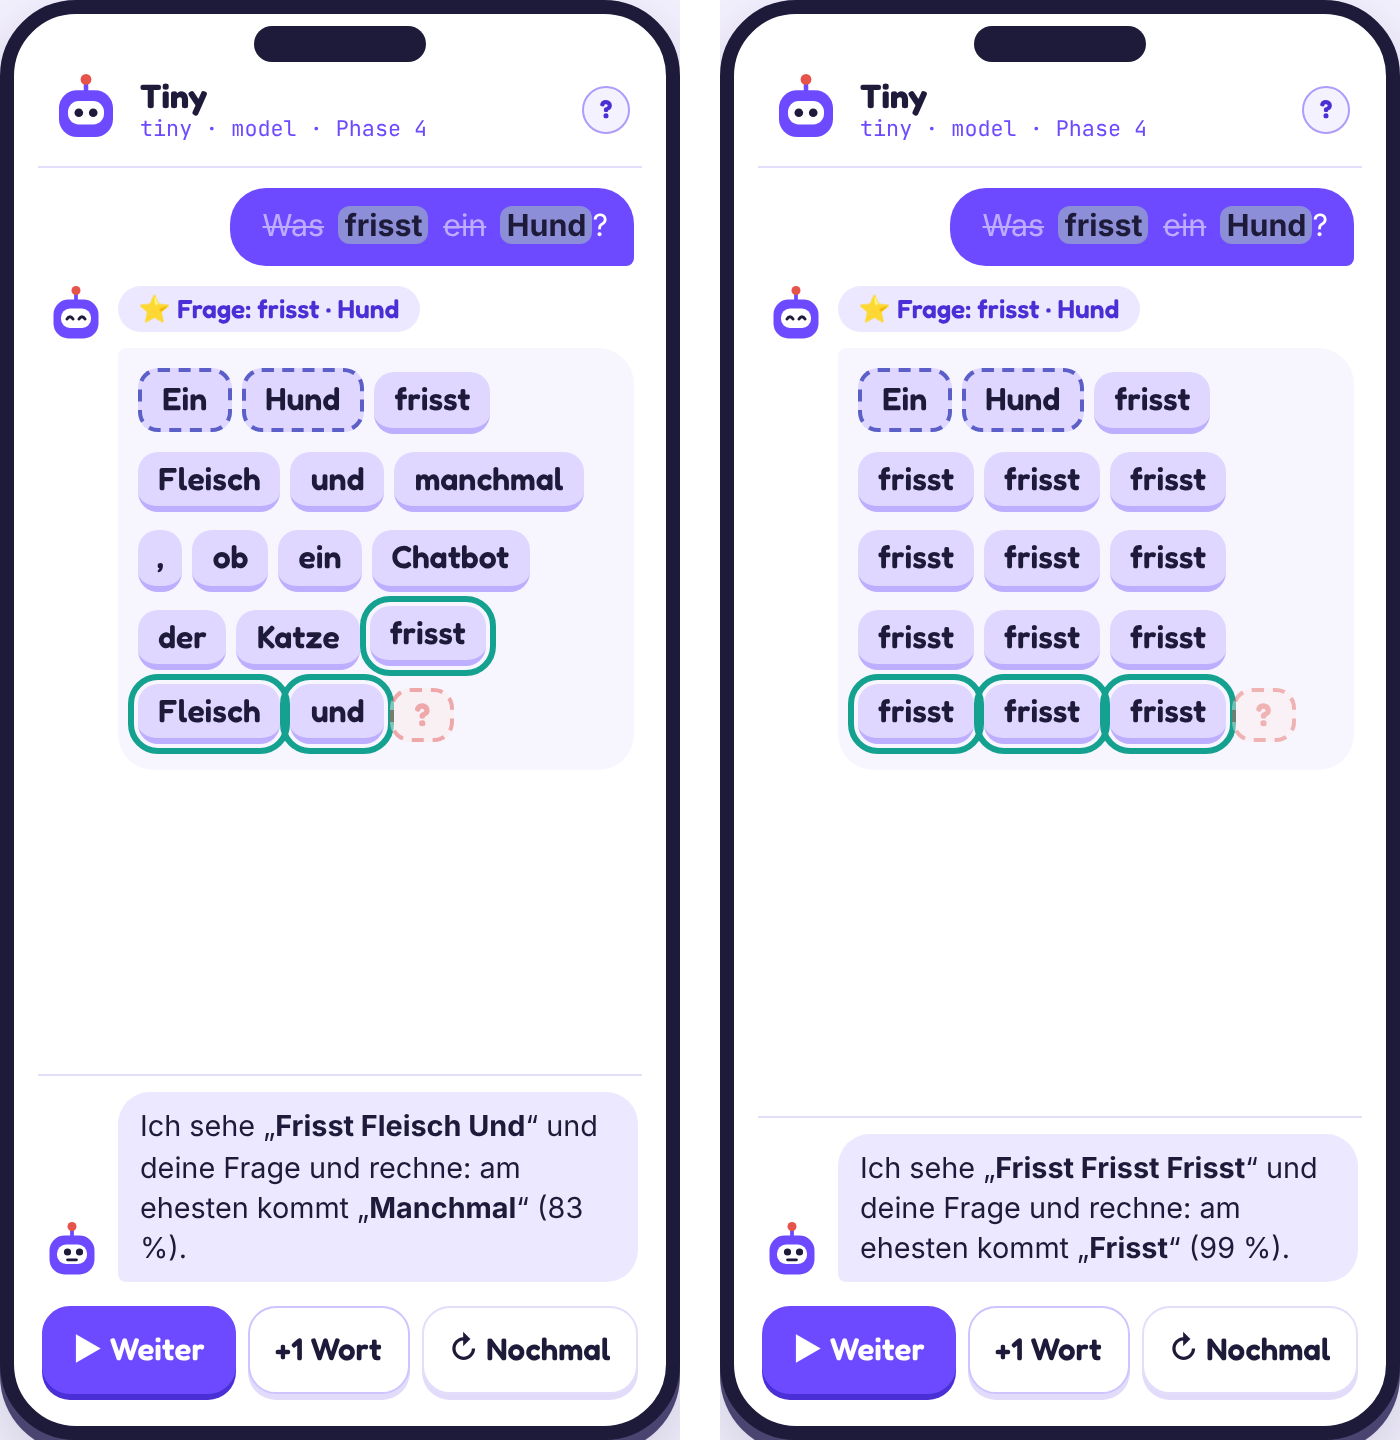 Tiny
tiny · model · Phase 4
?
Was frisst ein Hund?
⭐ Frage: frisst · Hund
Ein Hund frisst
Fleisch und manchmal
, ob ein Chatbot
der Katze frisst
Fleisch und ?
Ich sehe „Frisst Fleisch Und“ und
deine Frage und rechne: am
ehesten kommt „Manchmal“ (83
%).
▶ Weiter
+1 Wort
↻ Nochmal
Tiny
tiny · model · Phase 4
?
Was frisst ein Hund?
⭐ Frage: frisst · Hund
Ein Hund frisst
frisst frisst frisst
frisst frisst frisst
frisst frisst frisst
frisst frisst frisst ?
Ich sehe „Frisst Frisst Frisst“ und
deine Frage und rechne: am
ehesten kommt „Frisst“ (99 %).
▶ Weiter
+1 Wort
↻ Nochmal